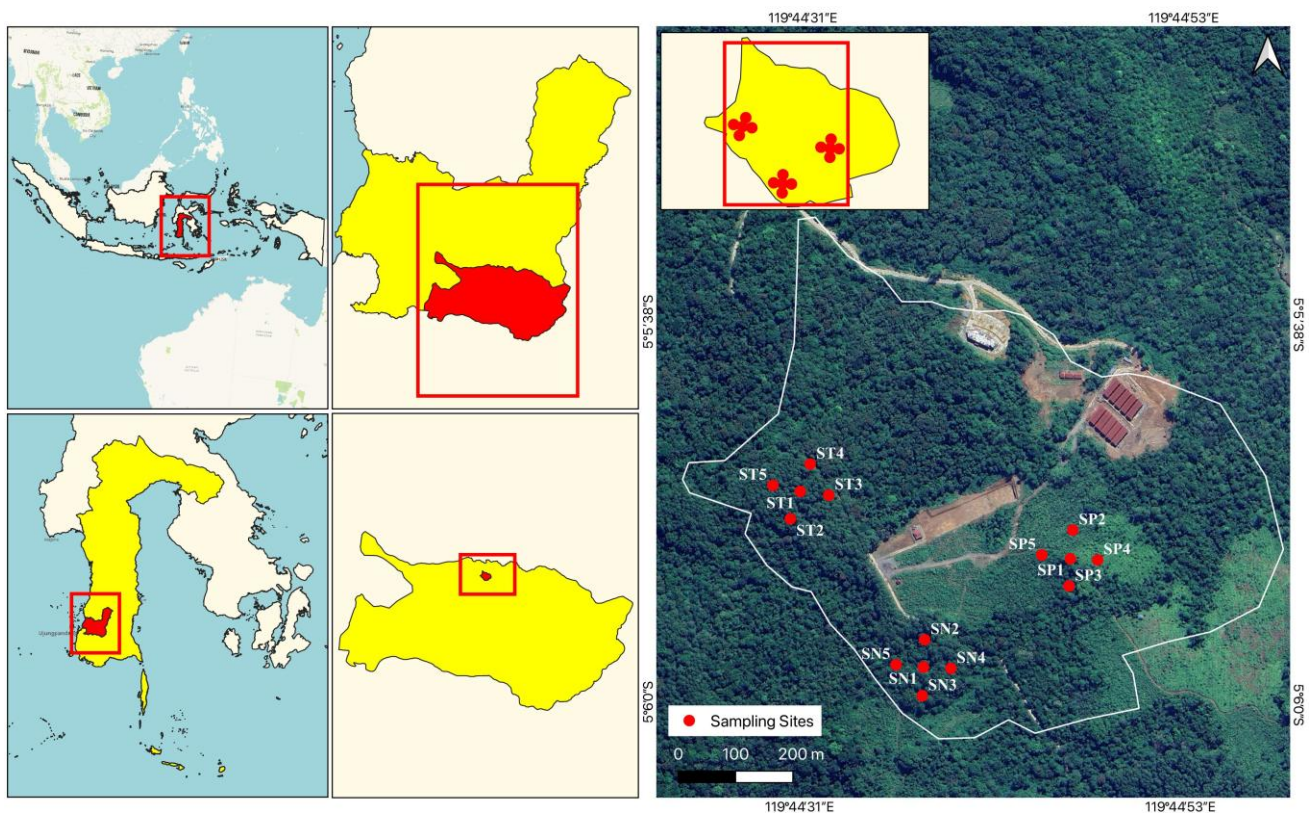 119°44'31"E
119°44'53"E
5°5'38"S
5°5'38"S
ST4
ST5
ST1
ST3
ST2
SP2
SP5
SP1
SP4
SP3
SN2
SN5
SN1
SN4
SN3
5°6'0"S
5°6'0"S
Sampling Sites
0
100
200 m
119°44'31"E
119°44'53"E